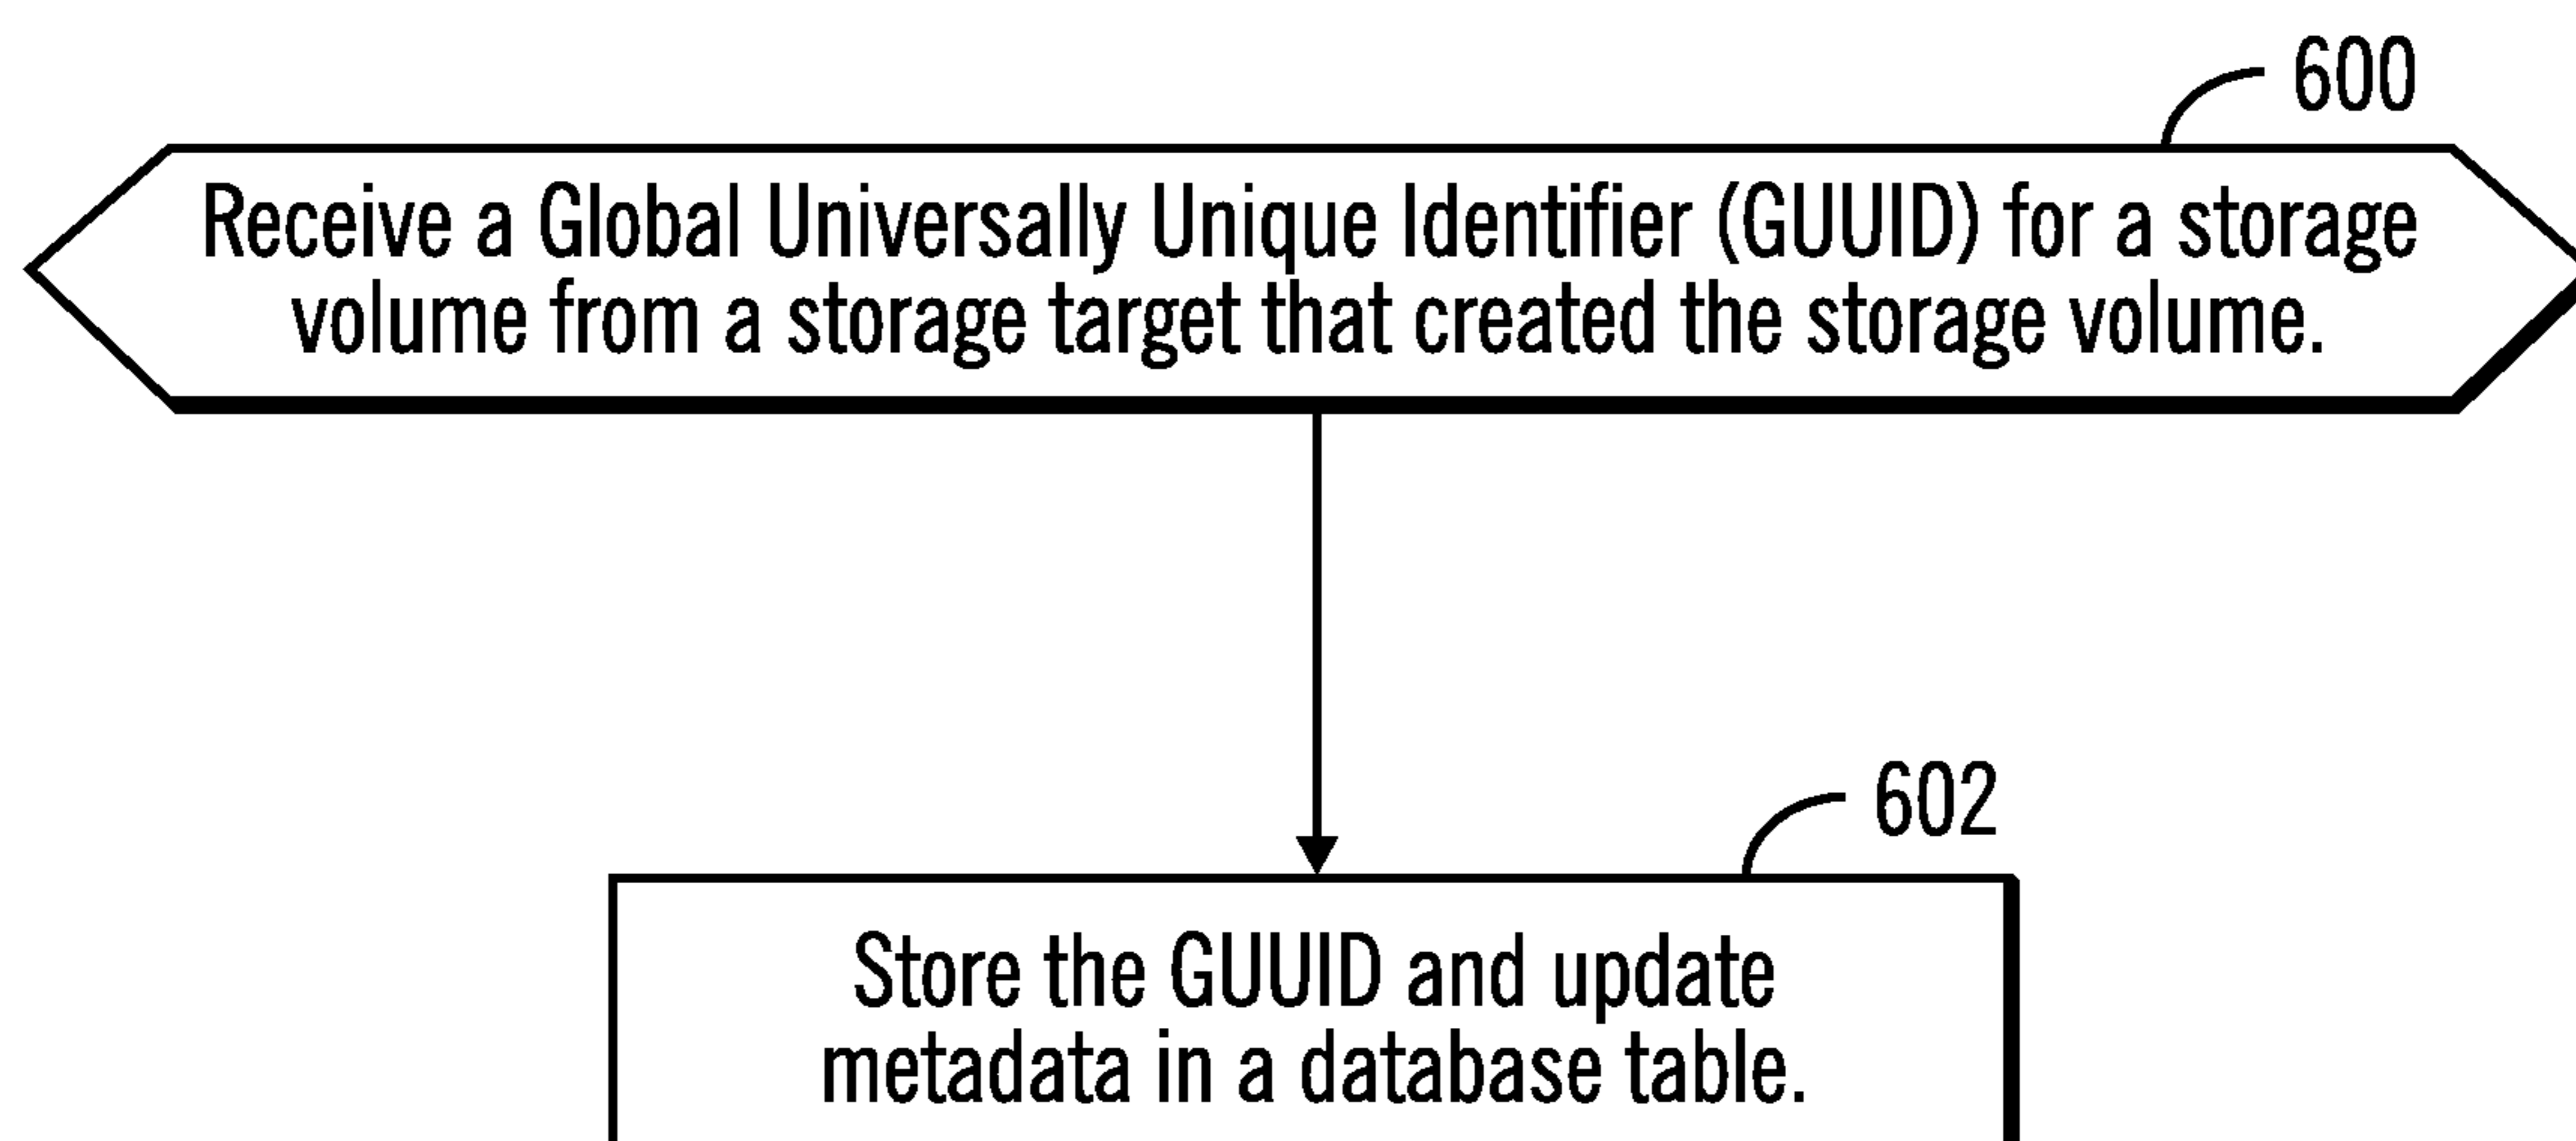 600
Receive a Global Universally Unique Identifier (GUUID) for a storage
volume from a storage target that created the storage volume.
602
Store the GUUID and update
metadata in a database table.